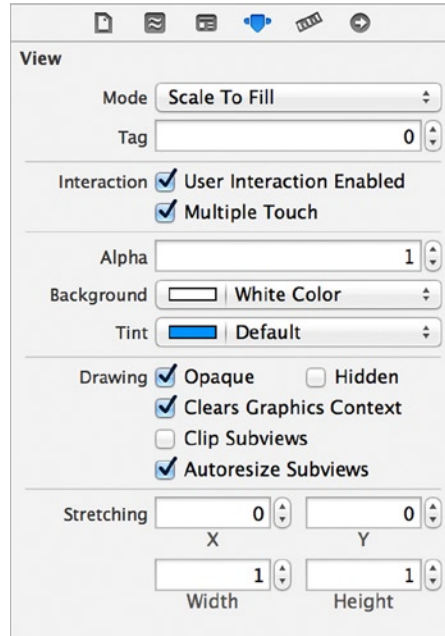 View
Mode Scale To Fill
Tag 0
Interaction User Interaction Enabled
Multiple Touch
Alpha 1
Background White Color
Tint Default
Drawing Opaque Hidden
Clears Graphics Context
Clip Subviews
Autoresize Subviews
Stretching 0 0
X Y
1 1
Width Height